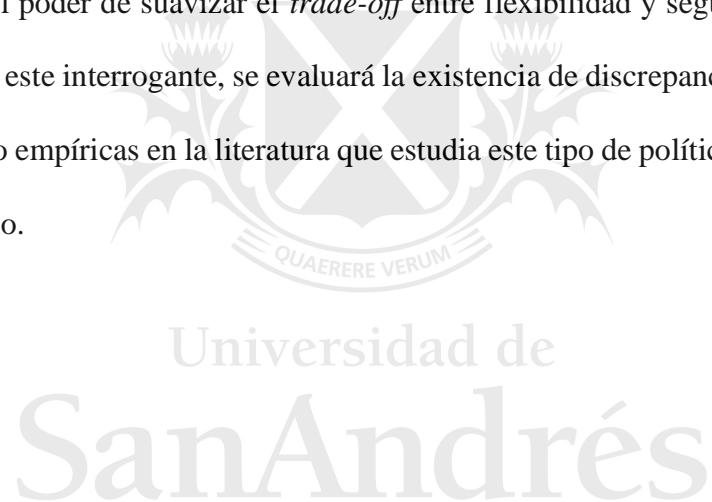 l poder de suavizar el trade-off entre flexibilidad y segu
este interrogante, se evaluará la existencia de discrepanc
o empíricas en la literatura que estudia este tipo de polític
o.
QUAERERE VERUM
Universidad de
SanAndrés